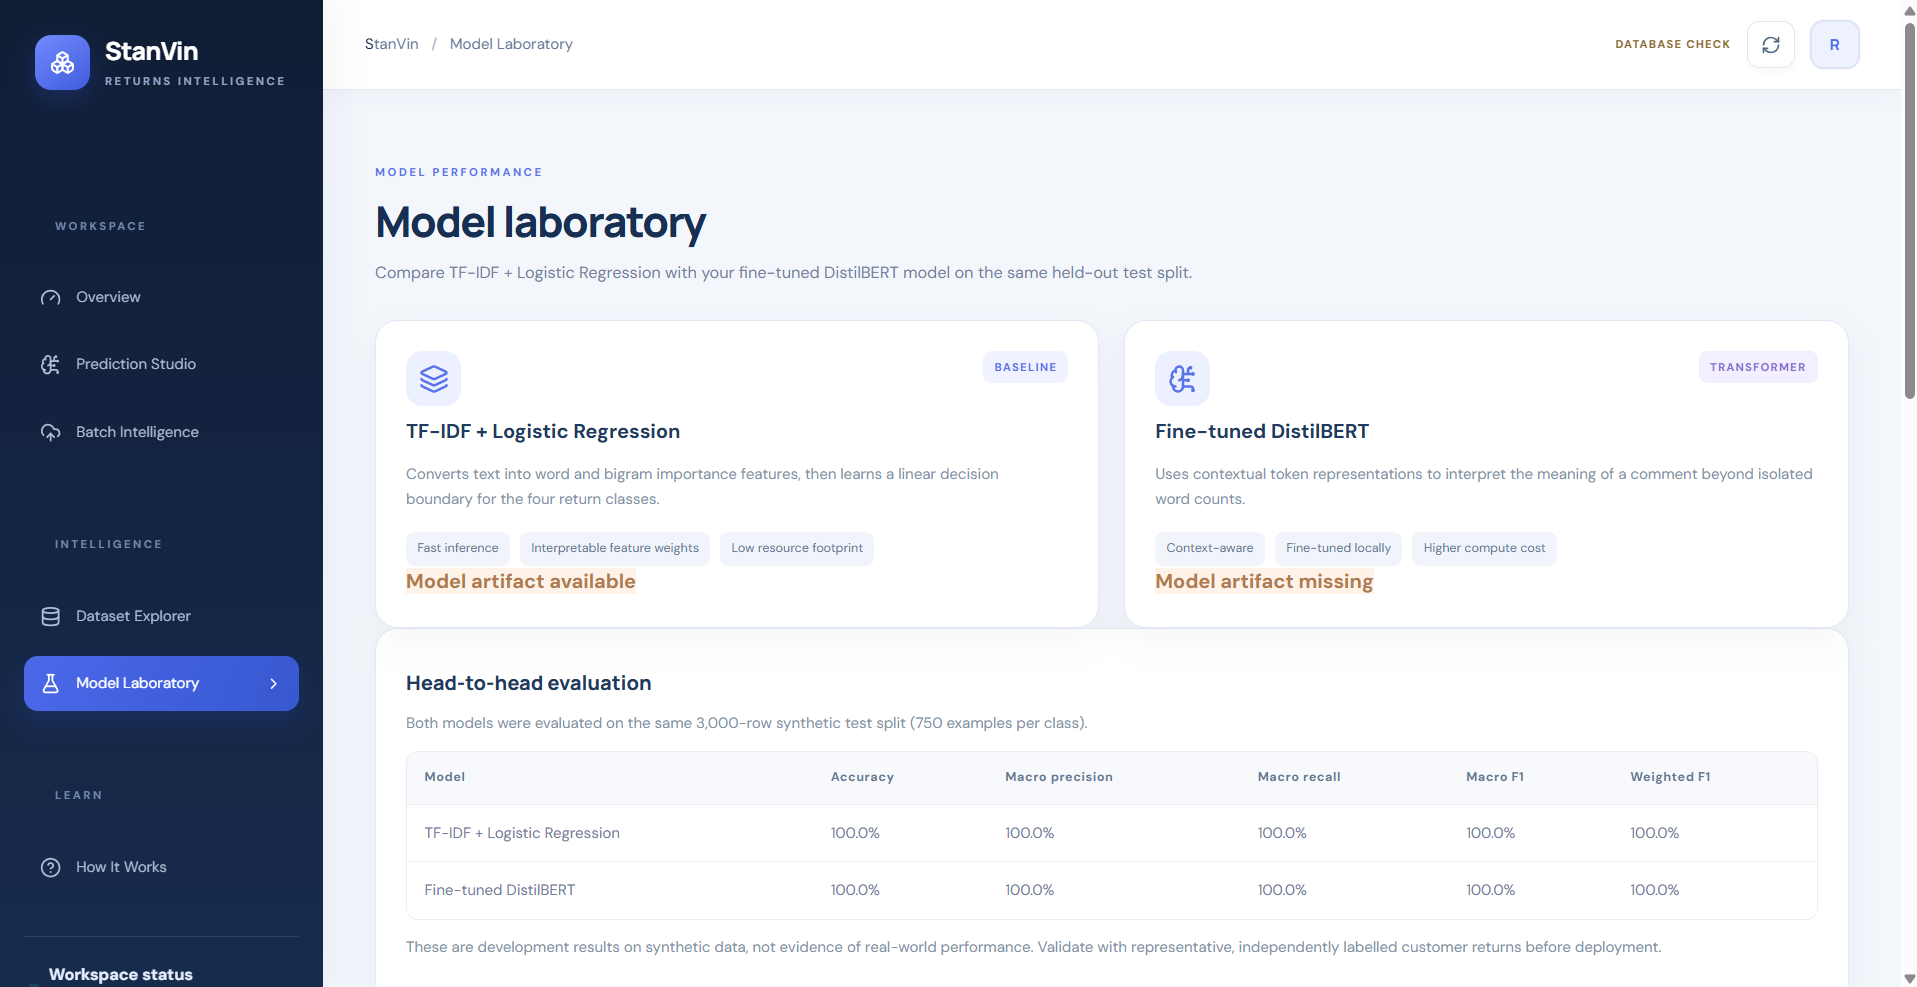 StanVin
RETURNS INTELLIGENCE
WORKSPACE
Overview
Prediction Studio
Batch Intelligence
INTELLIGENCE
Dataset Explorer
Model Laboratory
LEARN
How It Works
Workspace status
StanVin / Model Laboratory
DATABASE CHECK
R
MODEL PERFORMANCE
Model laboratory
Compare TF-IDF + Logistic Regression with your fine-tuned DistilBERT model on the same held-out test split.
BASELINE
TF-IDF + Logistic Regression
Converts text into word and bigram importance features, then learns a linear decision
boundary for the four return classes.
Fast inference Interpretable feature weights Low resource footprint
Model artifact available
TRANSFORMER
Fine-tuned DistilBERT
Uses contextual token representations to interpret the meaning of a comment beyond isolated
word counts.
Context-aware Fine-tuned locally Higher compute cost
Model artifact missing
Head-to-head evaluation
Both models were evaluated on the same 3,000-row synthetic test split (750 examples per class).
Model Accuracy Macro precision Macro recall Macro F1 Weighted F1
TF-IDF + Logistic Regression 100.0% 100.0% 100.0% 100.0% 100.0%
Fine-tuned DistilBERT 100.0% 100.0% 100.0% 100.0% 100.0%
These are development results on synthetic data, not evidence of real-world performance. Validate with representative, independently labelled customer returns before deployment.